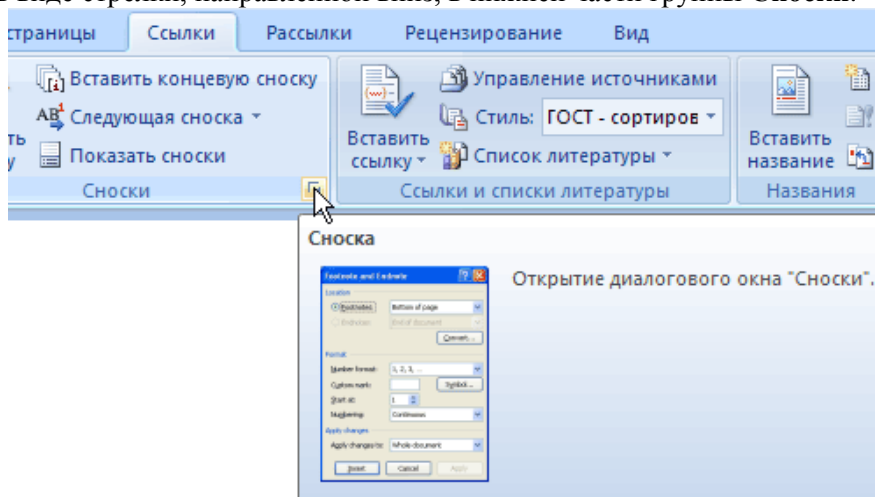 траницы Ссылки Рассылки Рецензирование Вид
Вставить концевую сноску
Следующая сноска
Показать сноски
Сноски
Вставить ссылку
Управление источниками
Стиль: ГОСТ - сортиров
Список литературы
Ссылки и списки литературы
Вставить название
Названия
Сноска
Открытие диалогового окна "Сноски".
Footnote and Endnote
Location
Footnotes: Bottom of page
Endnotes: End of document
Convert...
Format
Number format: 1, 2, 3, ...
Custom mark: Symbol...
Start at: 1
Numbering: Continuous
Apply changes
Apply changes to: Whole document
Insert Cancel Apply